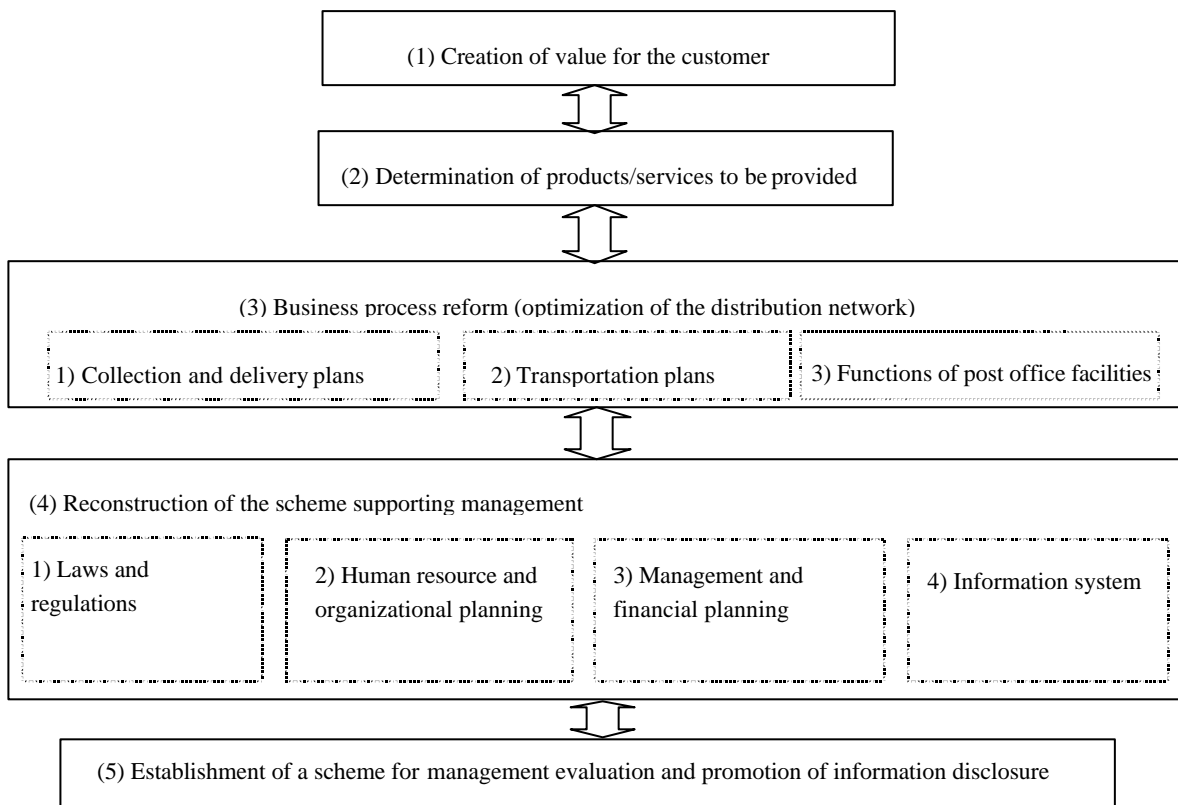 (1) Creation of value for the customer
(2) Determination of products/services to be provided
(3) Business process reform (optimization of the distribution network)
1) Collection and delivery plans
2) Transportation plans
3) Functions of post office facilities
(4) Reconstruction of the scheme supporting management
1) Laws and
regulations
2) Human resource and
organizational planning
3) Management and
financial planning
4) Information system
(5) Establishment of a scheme for management evaluation and promotion of information disclosure